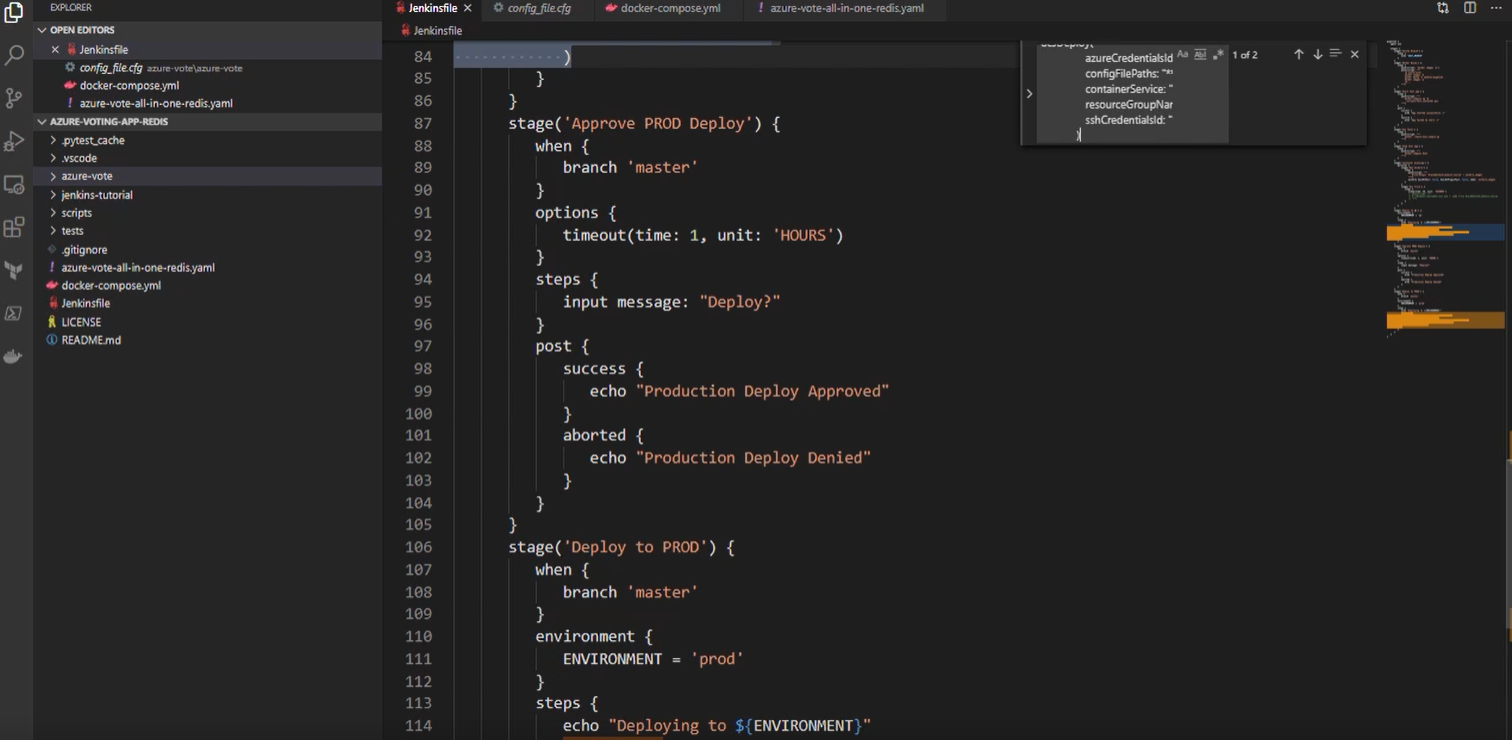 EXPLORER
OPEN EDITORS
Jenkinsfile
config_file.cfg azure-vote\azure-vote
docker-compose.yml
! azure-vote-all-in-one-redis.yaml
AZURE-VOTING-APP-REDIS
.pytest_cache
.vscode
azure-vote
jenkins-tutorial
scripts
tests
.gitignore
! azure-vote-all-in-one-redis.yaml
docker-compose.yml
Jenkinsfile
LICENSE
README.md
Jenkinsfile config_file.cfg docker-compose.yml ! azure-vote-all-in-one-redis.yaml
Jenkinsfile
azureCredentialsId
configFilePaths: "**
containerService: "
resourceGroupNar
sshCredentialsId: "
)
Aa Abl .* 1 of 2
84 )
85 }
86 }
87 stage('Approve PROD Deploy') {
88 when {
89 branch 'master'
90 }
91 options {
92 timeout(time: 1, unit: 'HOURS')
93 }
94 steps {
95 input message: "Deploy?"
96 }
97 post {
98 success {
99 echo "Production Deploy Approved"
100 }
101 aborted {
102 echo "Production Deploy Denied"
103 }
104 }
105 }
106 stage('Deploy to PROD') {
107 when {
108 branch 'master'
109 }
110 environment {
111 ENVIRONMENT = 'prod'
112 }
113 steps {
114 echo "Deploying to ${ENVIRONMENT}"